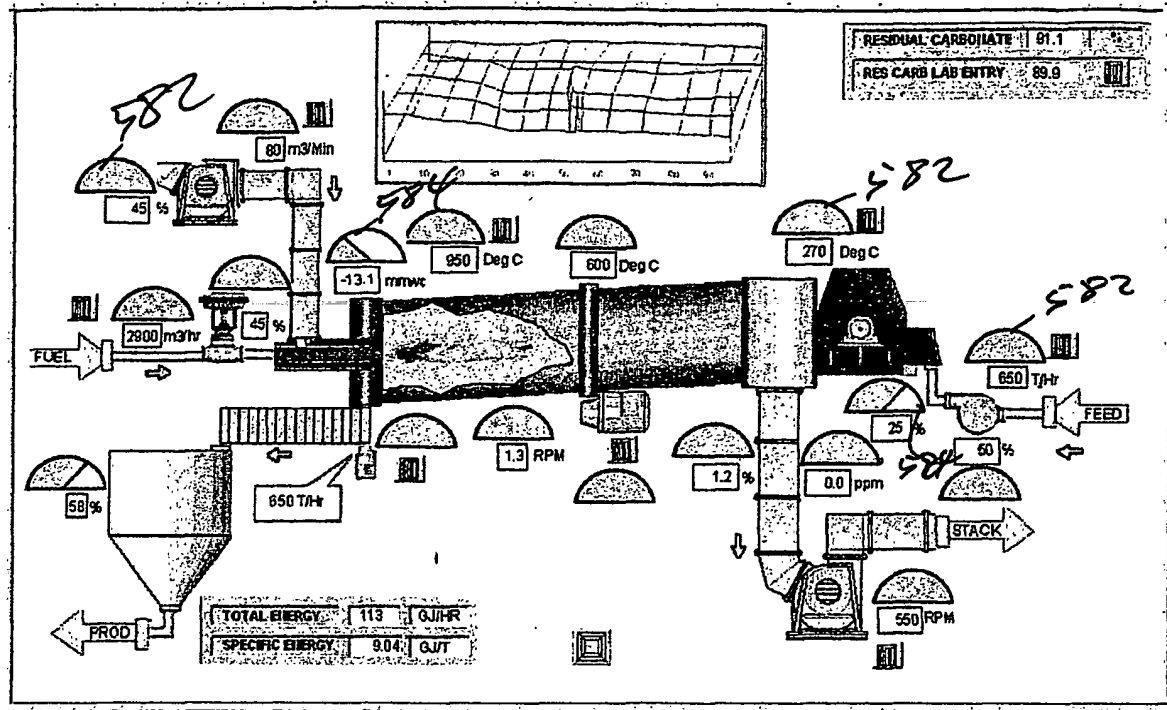 RESIDUAL CARBONATE 81.1 %
RES CARB LAB ENTRY 89.9
582
80 m3/Min
45 %
584
582
-13.1 mmwc
950 Deg C
600 Deg C
270 Deg C
582
2900 m3/hr
45 %
650 T/Hr
FUEL
FEED
25 %
50 %
1.3 RPM
1.2 %
0.0 ppm
584
58 %
650 T/Hr
STACK
550 RPM
PROD
TOTAL ENERGY 113 GJ/HR
SPECIFIC ENERGY 9.04 GJ/T